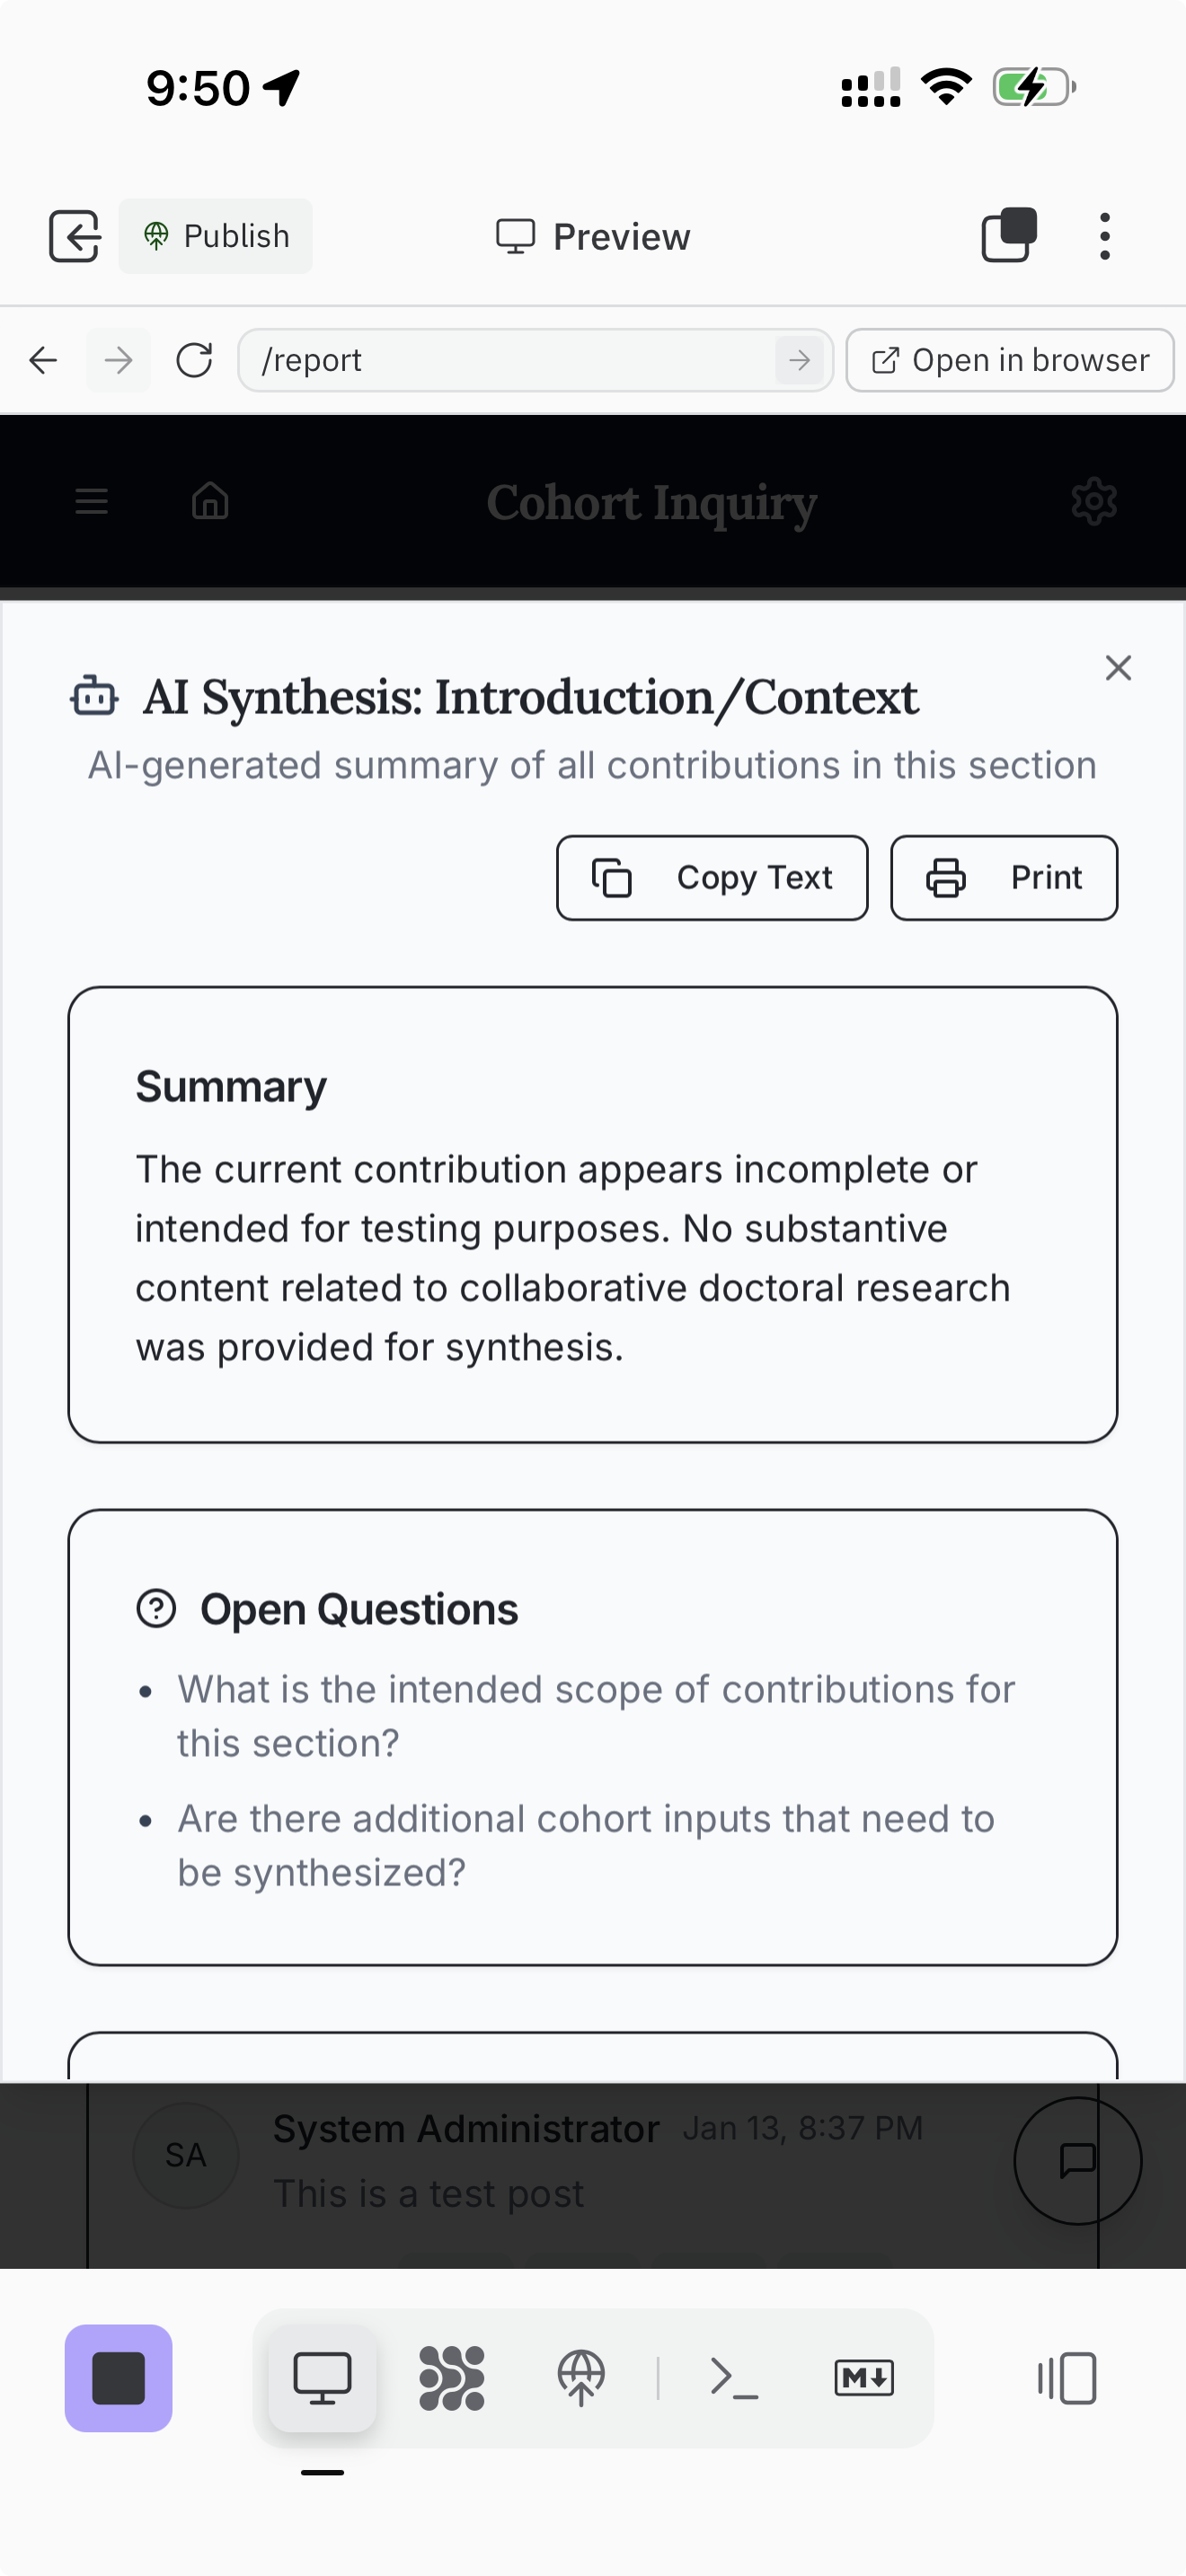 9:50
Publish
Preview
/report
Open in browser
Cohort Inquiry
AI Synthesis: Introduction/Context
AI-generated summary of all contributions in this section
Copy Text
Print
Summary
The current contribution appears incomplete or
intended for testing purposes. No substantive
content related to collaborative doctoral research
was provided for synthesis.
Open Questions
• What is the intended scope of contributions for
this section?
• Are there additional cohort inputs that need to
be synthesized?
SA
System Administrator Jan 13, 8:37 PM
This is a test post
M